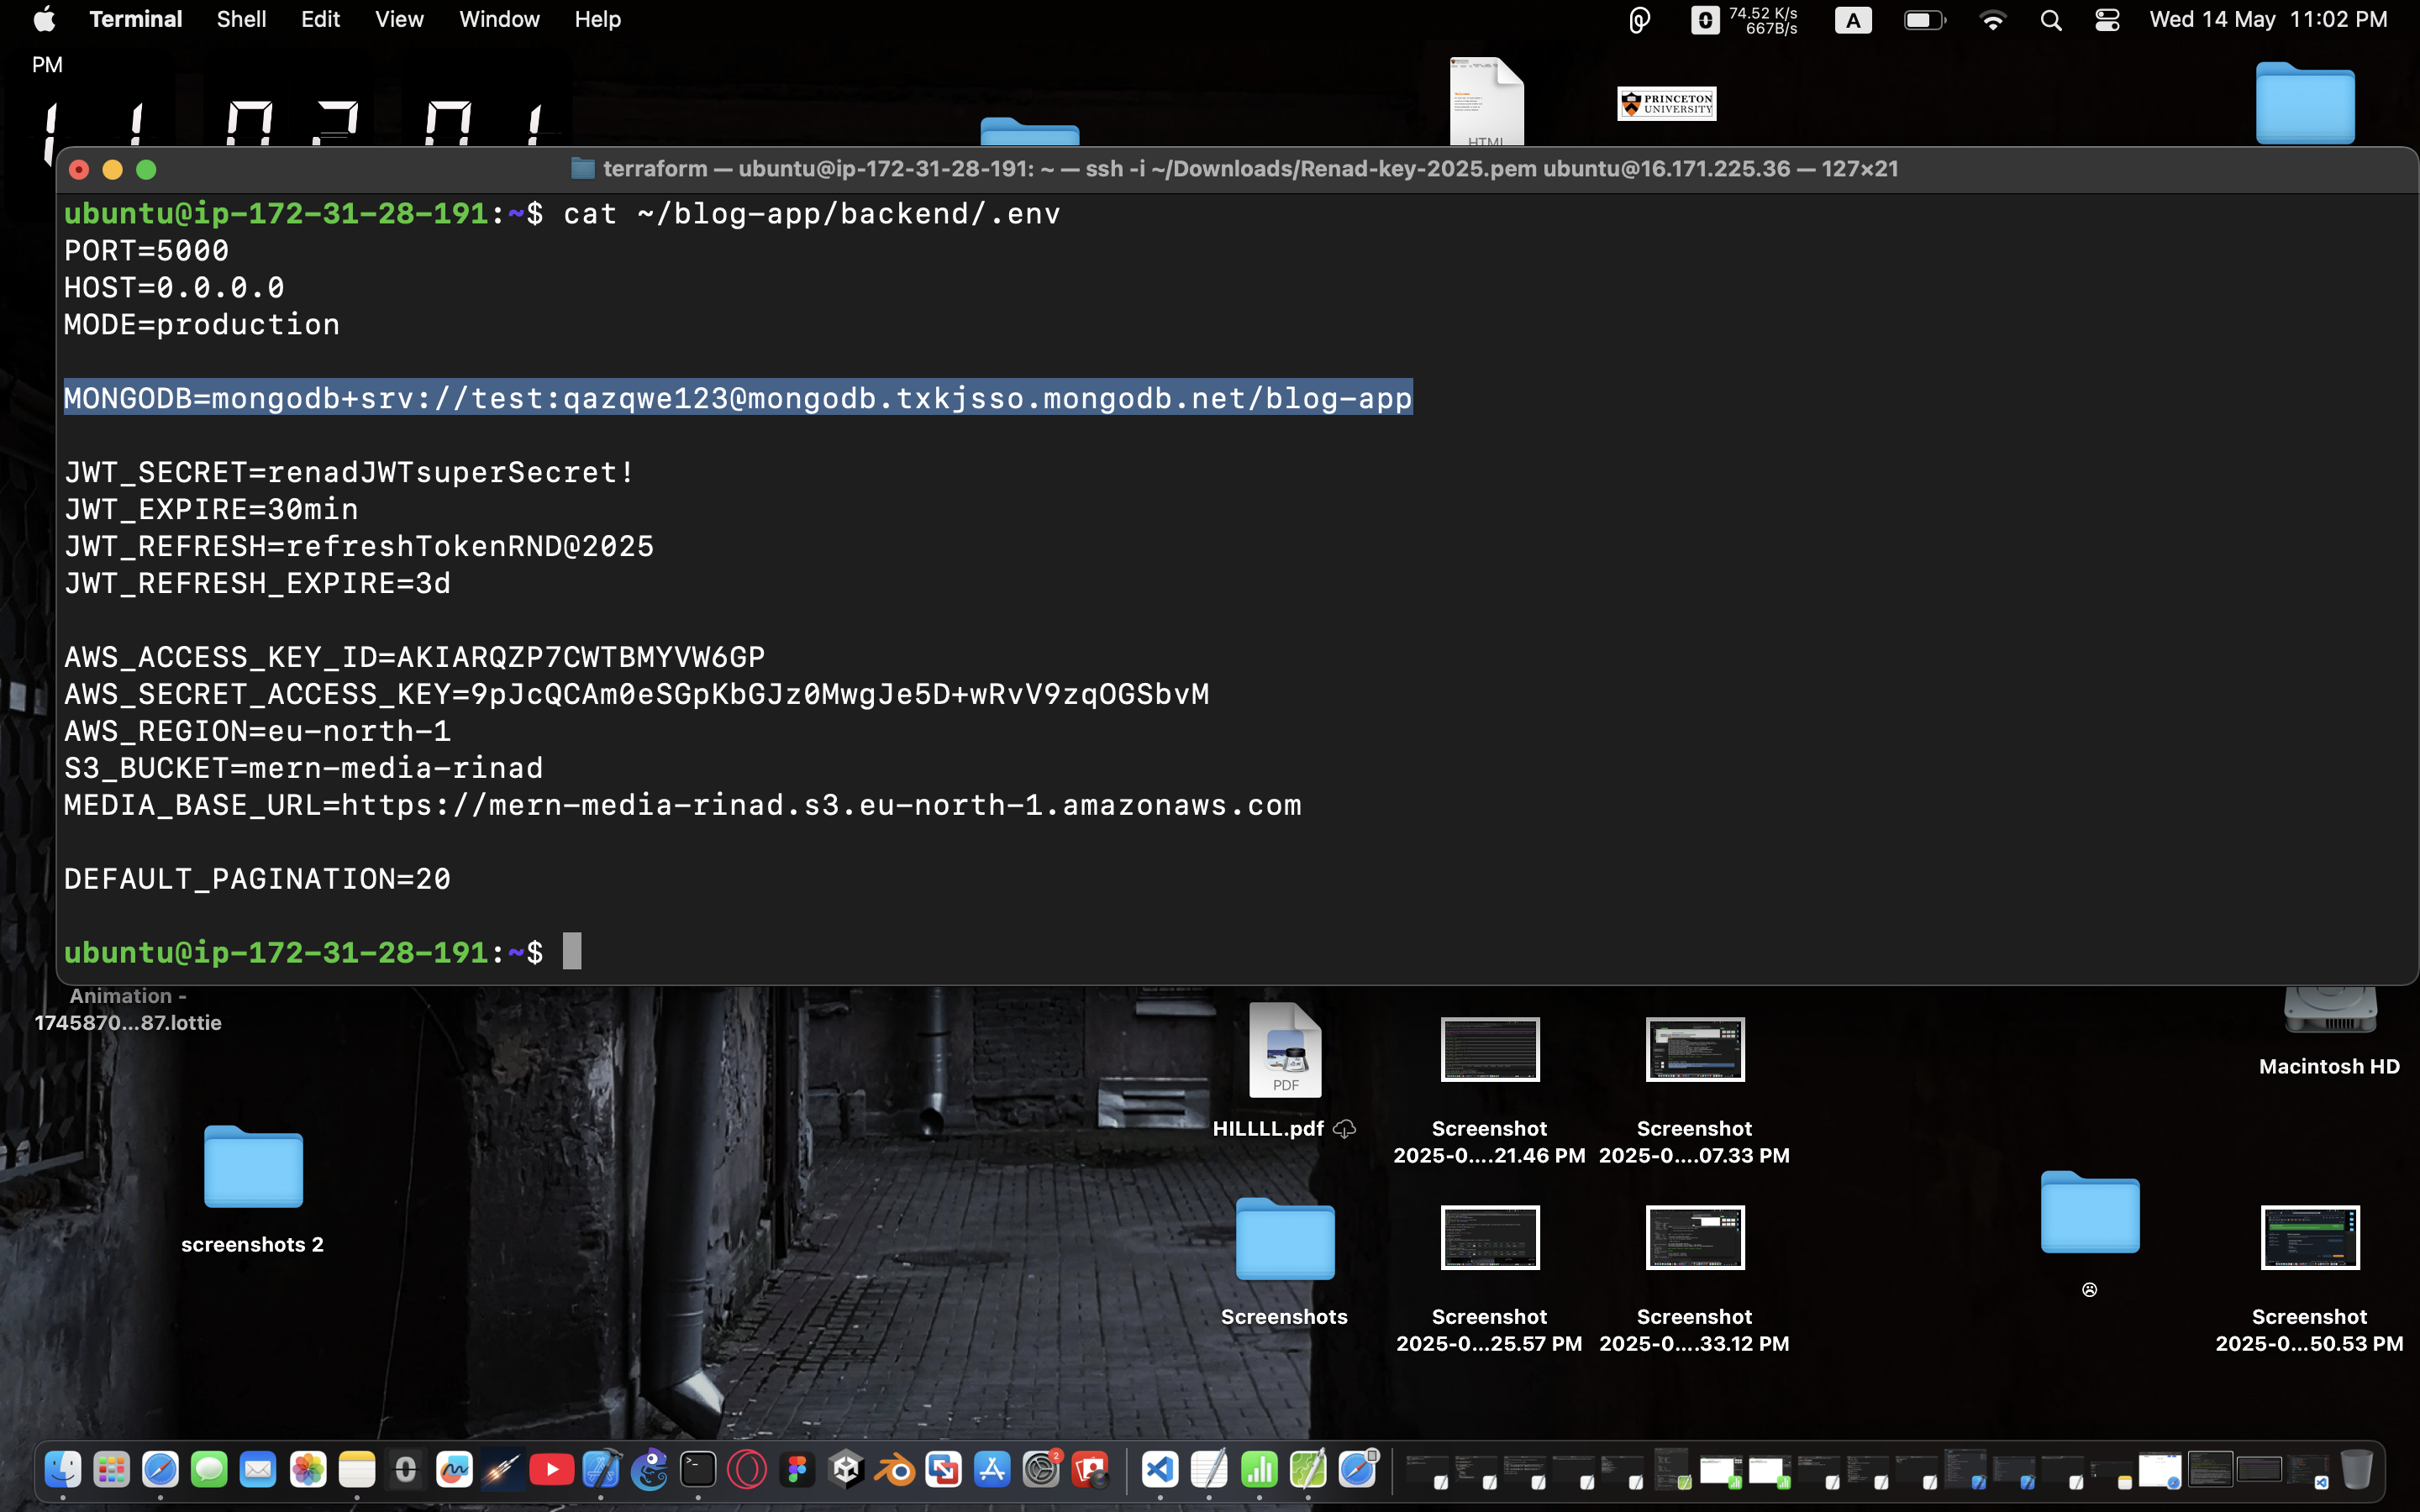 Terminal Shell Edit View Window Help
74.52 K/s
667B/s
A
Wed 14 May 11:02 PM
PM
11 02 01
HTML
PRINCETON
UNIVERSITY
terraform — ubuntu@ip-172-31-28-191: ~ — ssh -i ~/Downloads/Renad-key-2025.pem ubuntu@16.171.225.36 — 127×21
ubuntu@ip-172-31-28-191:~$ cat ~/blog-app/backend/.env
PORT=5000
HOST=0.0.0.0
MODE=production
MONGODB=mongodb+srv://test:qazqwe123@mongodb.txkjsso.mongodb.net/blog-app
JWT_SECRET=renadJWTsuperSecret!
JWT_EXPIRE=30min
JWT_REFRESH=refreshTokenRND@2025
JWT_REFRESH_EXPIRE=3d
AWS_ACCESS_KEY_ID=AKIARQZP7CWTBMYVW6GP
AWS_SECRET_ACCESS_KEY=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
AWS_REGION=eu-north-1
S3_BUCKET=mern-media-rinad
MEDIA_BASE_URL=https://mern-media-rinad.s3.eu-north-1.amazonaws.com
DEFAULT_PAGINATION=20
ubuntu@ip-172-31-28-191:~$
Animation -
1745870...87.lottie
Macintosh HD
PDF
HILLLL.pdf
Screenshot
2025-0....21.46 PM
Screenshot
2025-0....07.33 PM
screenshots 2
Screenshots
Screenshot
2025-0...25.57 PM
Screenshot
2025-0....33.12 PM
Screenshot
2025-0...50.53 PM
2